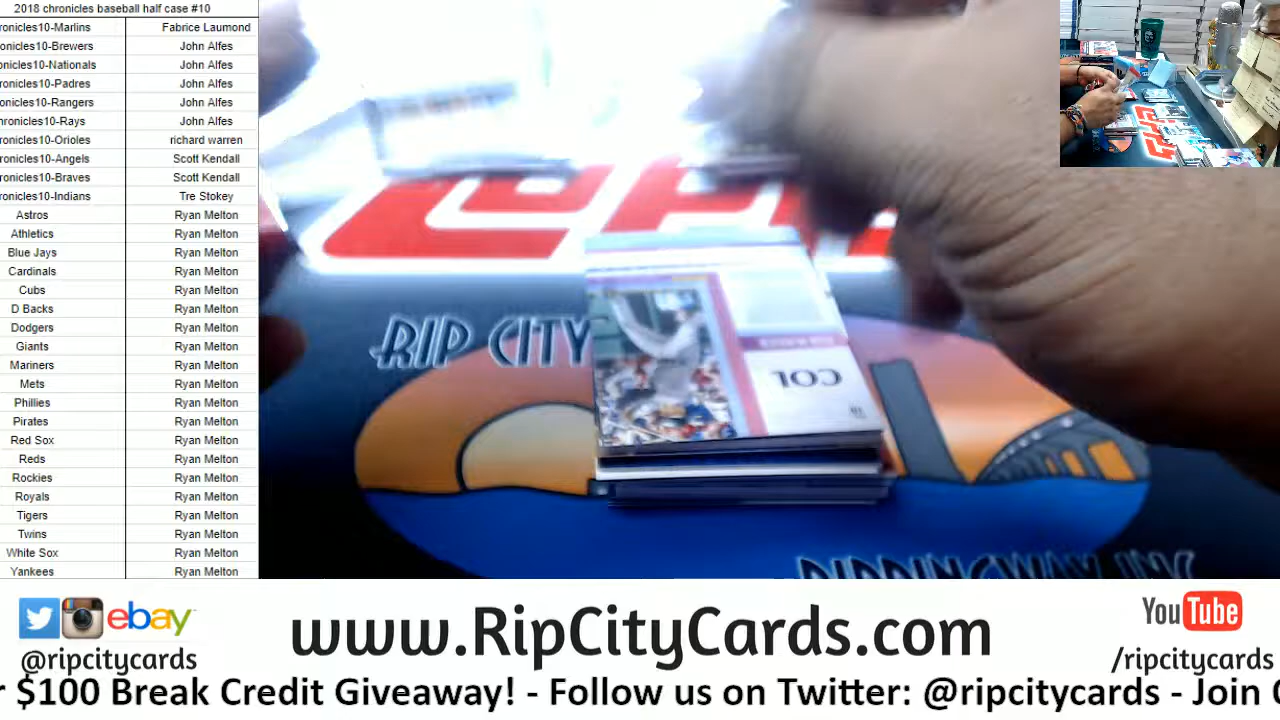 2018 chronicles baseball half case #10
ronicles10-Marlins Fabrice Laumond
onicles10-Brewers John Alfes
onicles10-Nationals John Alfes
ronicles10-Padres John Alfes
onicles10-Rangers John Alfes
hronicles10-Rays John Alfes
ronicles10-Orioles richard warren
ronicles10-Angels Scott Kendall
ronicles10-Braves Scott Kendall
ronicles10-Indians Tre Stokey
Astros Ryan Melton
Athletics Ryan Melton
Blue Jays Ryan Melton
Cardinals Ryan Melton
Cubs Ryan Melton
D Backs Ryan Melton
Dodgers Ryan Melton
Giants Ryan Melton
Mariners Ryan Melton
Mets Ryan Melton
Phillies Ryan Melton
Pirates Ryan Melton
Red Sox Ryan Melton
Reds Ryan Melton
Rockies Ryan Melton
Royals Ryan Melton
Tigers Ryan Melton
Twins Ryan Melton
White Sox Ryan Melton
Yankees Ryan Melton
RIP CITY
COL
ebay
@ripcitycards
www.RipCityCards.com
YouTube
/ripcitycards
r $100 Break Credit Giveaway! - Follow us on Twitter: @ripcitycards - Join